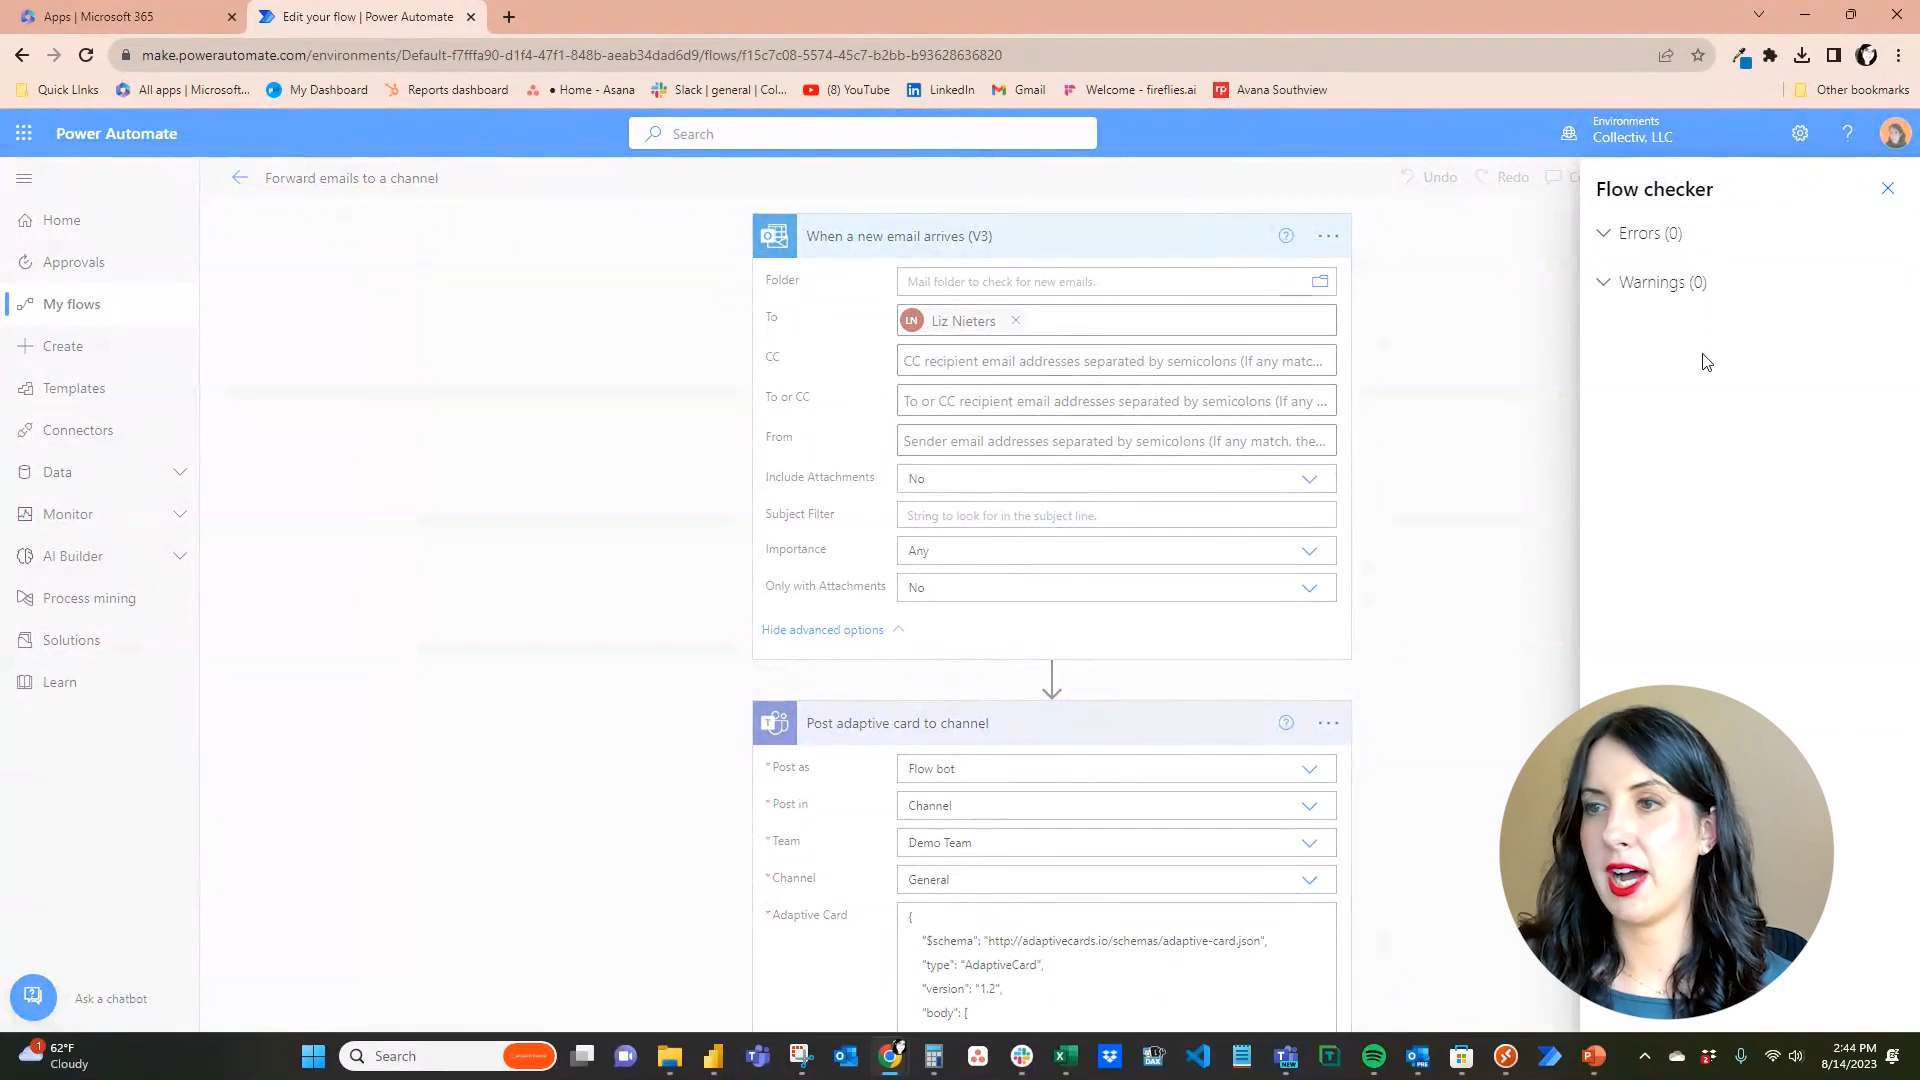 Apps | Microsoft 365
Edit your flow | Power Automate
make.powerautomate.com/environments/Default-f7fffa90-d1f4-47f1-848b-aeab34dad6d9/flows/f15c7c08-5574-45c7-b2bb-b93628636820
Quick LInks
All apps | Microsoft...
My Dashboard
Reports dashboard
• Home - Asana
Slack | general | Col...
(8) YouTube
LinkedIn
Gmail
Welcome - fireflies.ai
rp
Avana Southview
Other bookmarks
Power Automate
Search
Environments
Collectiv, LLC
Forward emails to a channel
Undo
Redo
Flow checker
Errors (0)
Warnings (0)
Home
Approvals
My flows
Create
Templates
Connectors
Data
Monitor
AI Builder
Process mining
Solutions
Learn
Ask a chatbot
When a new email arrives (V3)
Folder
Mail folder to check for new emails.
To
LN
Liz Nieters
CC
CC recipient email addresses separated by semicolons (If any matc...
To or CC
To or CC recipient email addresses separated by semicolons (If any ...
From
Sender email addresses separated by semicolons (If any match, the...
Include Attachments
No
Subject Filter
String to look for in the subject line.
Importance
Any
Only with Attachments
No
Hide advanced options
Post adaptive card to channel
* Post as
Flow bot
* Post in
Channel
* Team
Demo Team
* Channel
General
* Adaptive Card
{
"$schema": "http://adaptivecards.io/schemas/adaptive-card.json",
"type": "AdaptiveCard",
"version": "1.2",
"body": [
1
62°F
Cloudy
Search
DAX
NEW
PRE
2:44 PM
8/14/2023